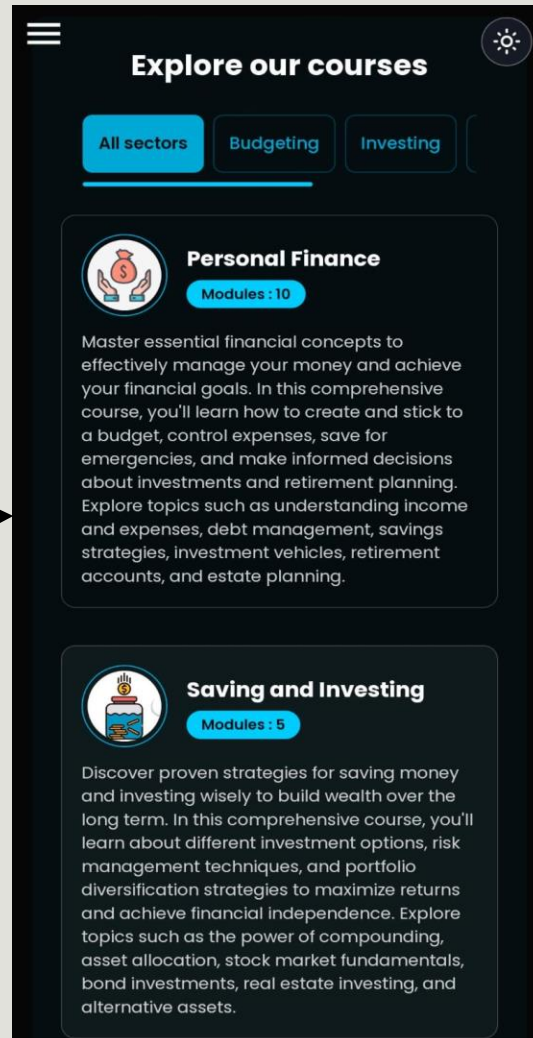 Explore our courses
All sectors
Budgeting
Investing
$
Personal Finance
Modules : 10
Master essential financial concepts to
effectively manage your money and achieve
your financial goals. In this comprehensive
course, you'll learn how to create and stick to
a budget, control expenses, save for
emergencies, and make informed decisions
about investments and retirement planning.
Explore topics such as understanding income
and expenses, debt management, savings
strategies, investment vehicles, retirement
accounts, and estate planning.
$
Saving and Investing
Modules : 5
Discover proven strategies for saving money
and investing wisely to build wealth over the
long term. In this comprehensive course, you'll
learn about different investment options, risk
management techniques, and portfolio
diversification strategies to maximize returns
and achieve financial independence. Explore
topics such as the power of compounding,
asset allocation, stock market fundamentals,
bond investments, real estate investing, and
alternative assets.